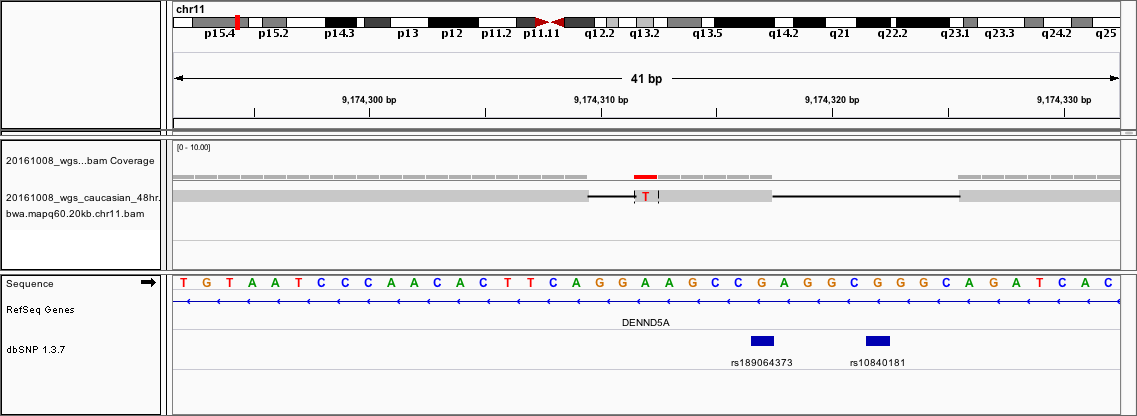 chr11
p15.4 p15.2 p14.3 p13 p12 p11.2 p11.11 q12.2 q13.2 q13.5 q14.2 q21 q22.2 q23.1 q23.3 q24.2 q25
41 bp
9,174,300 bp 9,174,310 bp 9,174,320 bp 9,174,330 bp
[0 - 10.00]
20161008_wgs...bam Coverage
20161008_wgs_caucasian_48hr.
T
bwa.mapq60.20kb.chr11.bam
Sequence T G T A A T C C C A A C A C T T C A G G A A G C C G A G G C G G G C A G A T C A C
RefSeq Genes
DENND5A
dbSNP 1.3.7
rs189064373 rs10840181